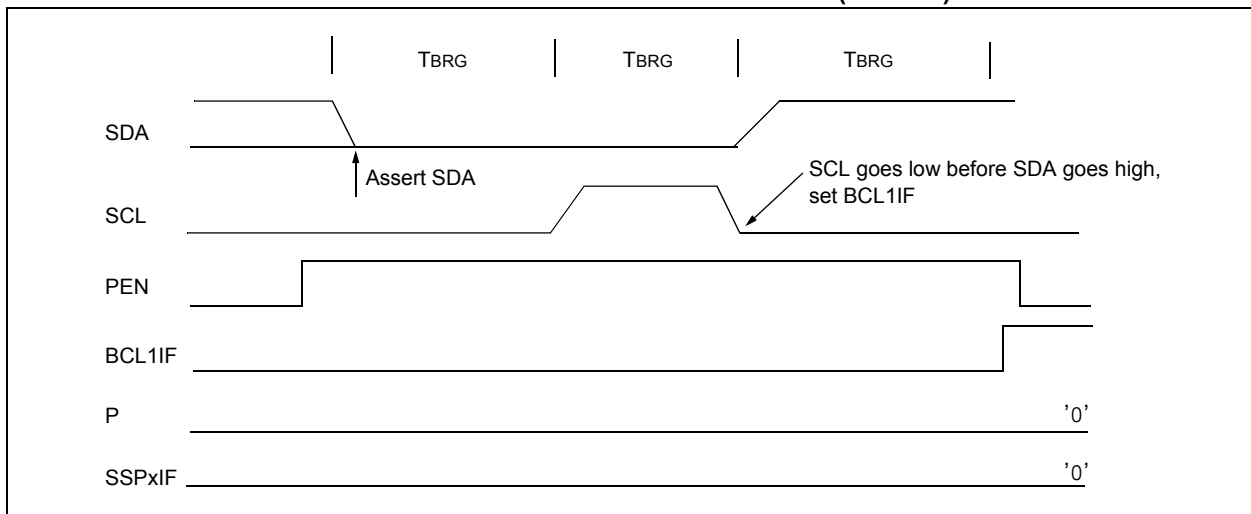 TBRG TBRG TBRG
SDA
Assert SDA
SCL goes low before SDA goes high,
set BCL1IF
SCL
PEN
BCL1IF
P '0'
SSPxIF '0'